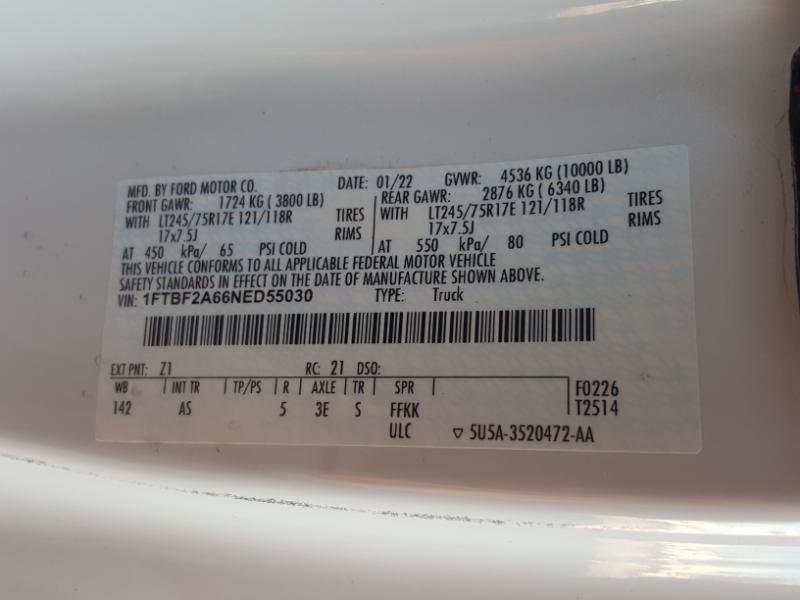 MFD. BY FORD MOTOR CO. DATE: 01/22 GVWR: 4536 KG (10000 LB)
FRONT GAWR: 1724 KG ( 3800 LB) REAR GAWR: 2876 KG ( 6340 LB)
WITH LT245/75R17E 121/118R TIRES WITH LT245/75R17E 121/118R TIRES
17x7.5J RIMS 17x7.5J RIMS
AT 450 kPa/ 65 PSI COLD AT 550 kPa/ 80 PSI COLD
THIS VEHICLE CONFORMS TO ALL APPLICABLE FEDERAL MOTOR VEHICLE
SAFETY STANDARDS IN EFFECT ON THE DATE OF MANUFACTURE SHOWN ABOVE.
VIN: 1FTBF2A66NED55030 TYPE: Truck
EXT PNT: Z1 RC: 21 DSO:
WB INT TR TP/PS R AXLE TR SPR F0226
142 AS 5 3E S FFKK T2514
ULC ▽ 5U5A-3520472-AA